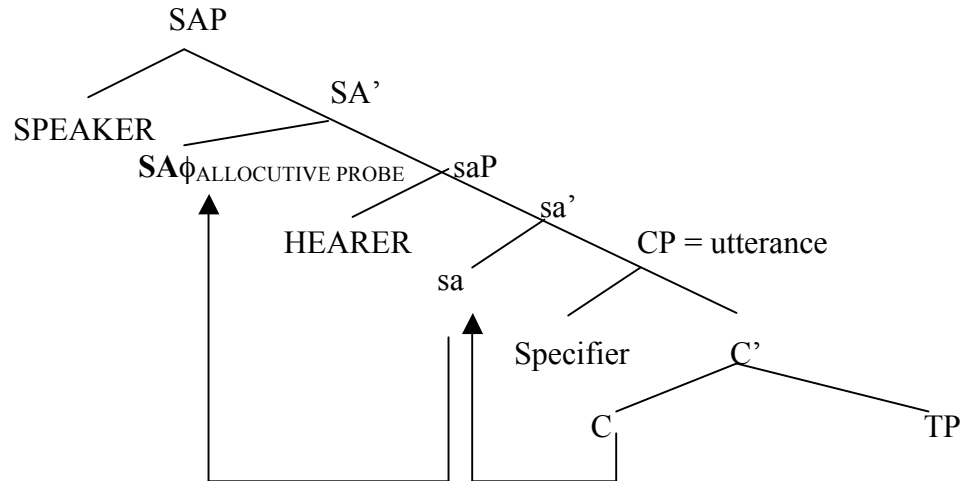 SAP
SA’
SPEAKER
SAϕALLOCUTIVE PROBE
saP
sa’
HEARER
CP = utterance
sa
Specifier
C’
C
TP